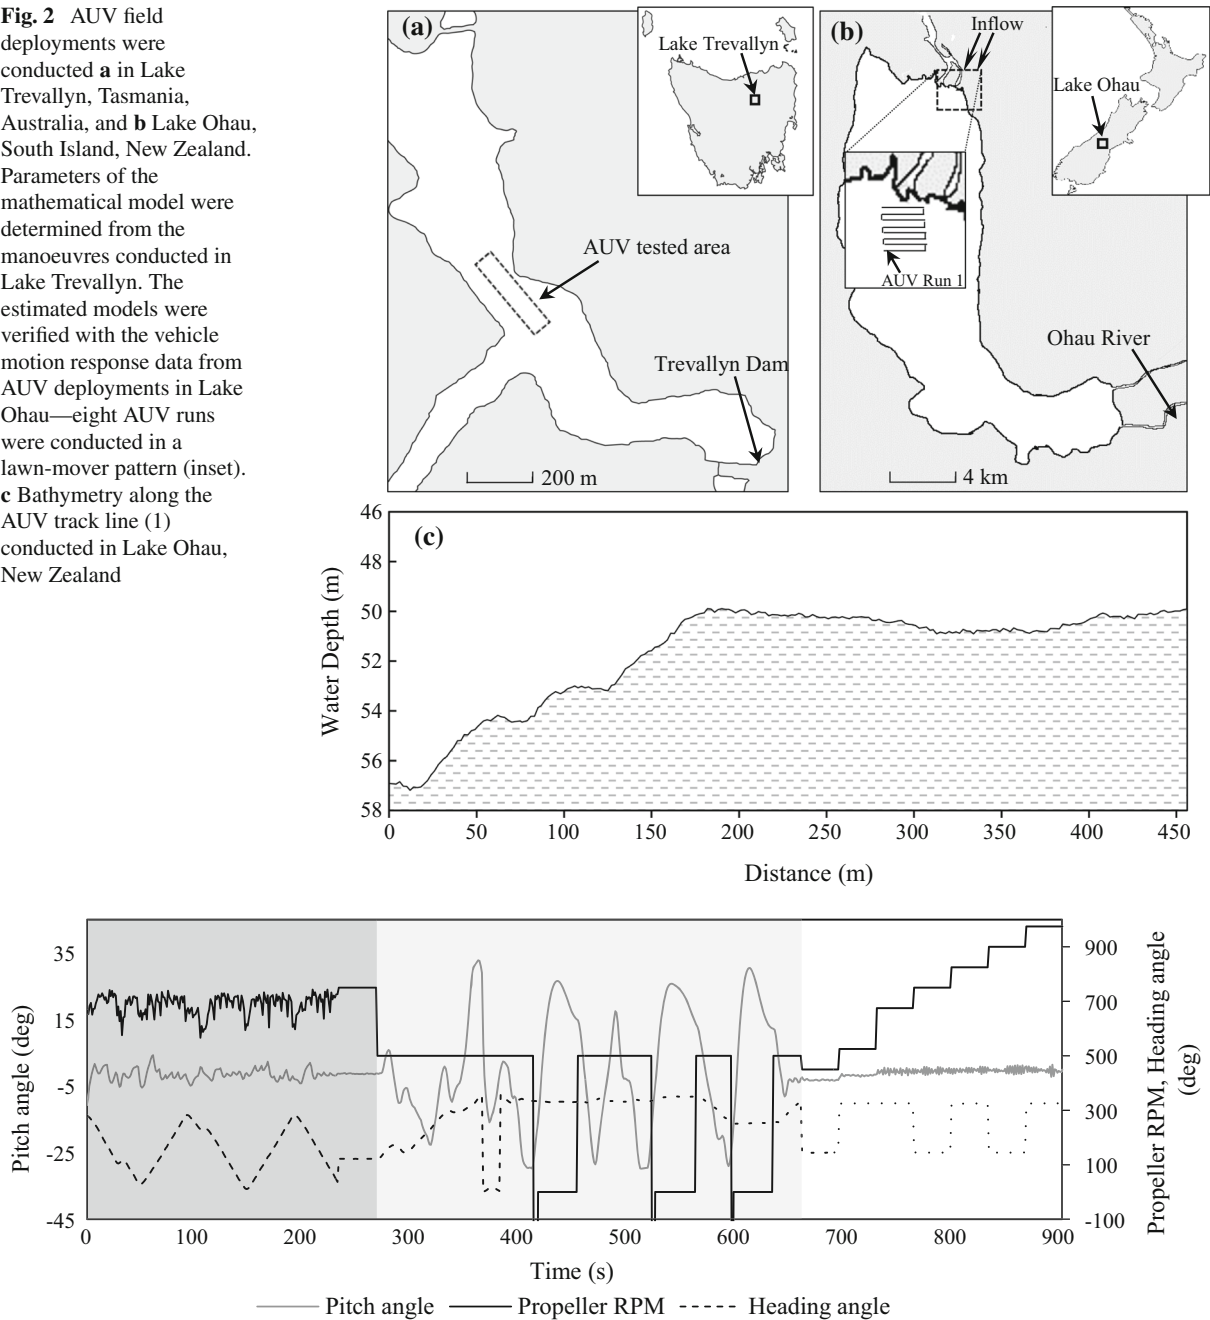 Fig. 2 AUV field
deployments were
conducted a in Lake
Trevallyn, Tasmania,
Australia, and b Lake Ohau,
South Island, New Zealand.
Parameters of the
mathematical model were
determined from the
manoeuvres conducted in
Lake Trevallyn. The
estimated models were
verified with the vehicle
motion response data from
AUV deployments in Lake
Ohau—eight AUV runs
were conducted in a
lawn-mover pattern (inset).
c Bathymetry along the
AUV track line (1)
conducted in Lake Ohau,
New Zealand
(a)
Lake Trevallyn
AUV tested area
Trevallyn Dam
200 m
(b)
Inflow
Lake Ohau
AUV Run 1
Ohau River
4 km
(c)
46
48
50
52
54
56
58
Water Depth (m)
0 50 100 150 200 250 300 350 400 450
Distance (m)
35
15
-5
-25
-45
Pitch angle (deg)
900
700
500
300
100
-100
Propeller RPM, Heading angle
(deg)
0 100 200 300 400 500 600 700 800 900
Time (s)
Pitch angle Propeller RPM Heading angle